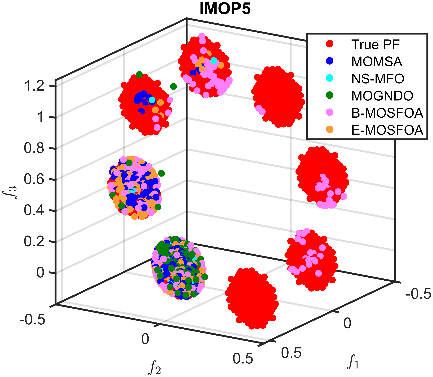 IMOP5
True PF
MOMSA
NS-MFO
MOGNDO
B-MOSFOA
E-MOSFOA
1.2
1
0.8
0.6
0.4
0.2
0
f3
-0.5
0
0.5
f2
0.5
0
-0.5
f1